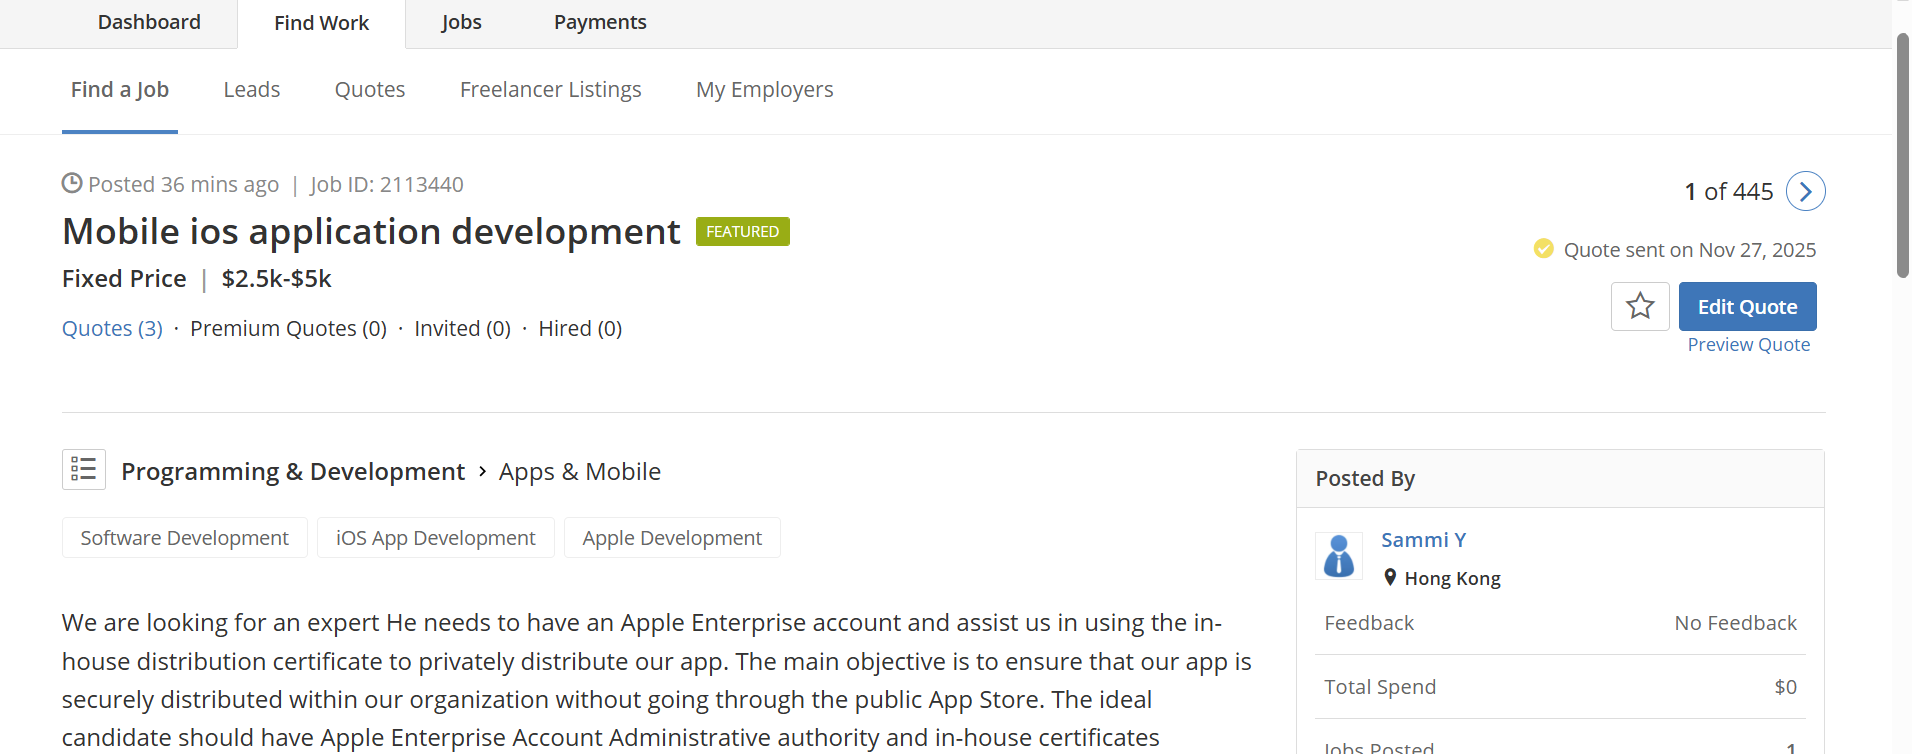 Dashboard Find Work Jobs Payments
Find a Job Leads Quotes Freelancer Listings My Employers
Posted 36 mins ago | Job ID: 2113440
1 of 445
Mobile ios application development FEATURED
Quote sent on Nov 27, 2025
Fixed Price | $2.5k-$5k
Edit Quote
Quotes (3) · Premium Quotes (0) · Invited (0) · Hired (0)
Preview Quote
Programming & Development › Apps & Mobile
Software Development iOS App Development Apple Development
We are looking for an expert He needs to have an Apple Enterprise account and assist us in using the in-
house distribution certificate to privately distribute our app. The main objective is to ensure that our app is
securely distributed within our organization without going through the public App Store. The ideal
candidate should have Apple Enterprise Account Administrative authority and in-house certificates
Posted By
Sammi Y
Hong Kong
Feedback No Feedback
Total Spend $0
Jobs Posted 1